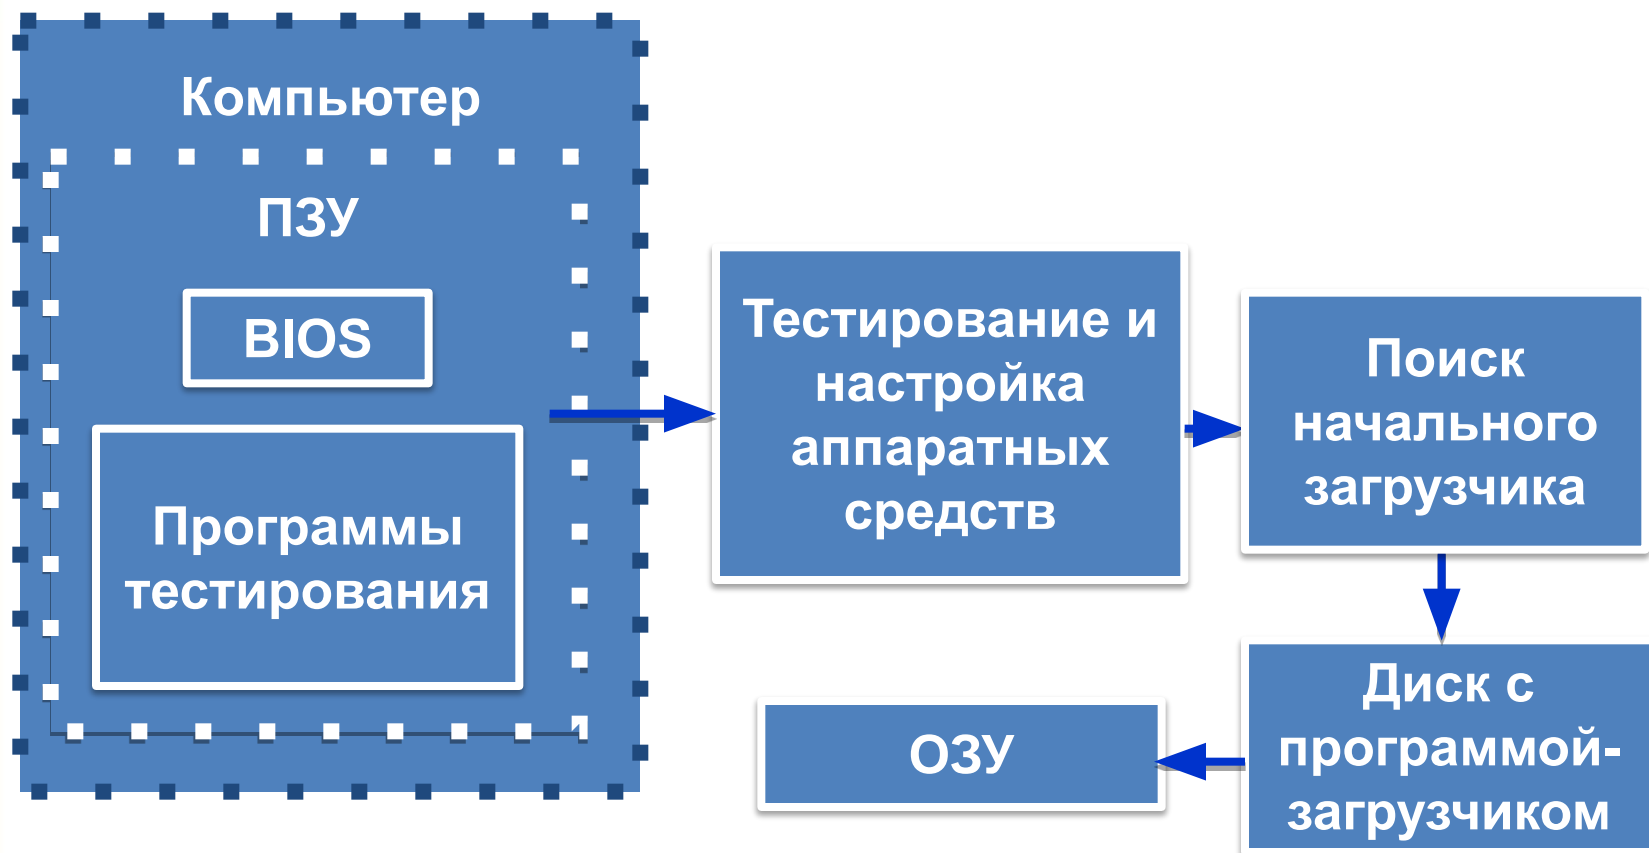 Компьютер
ПЗУ
BIOS
Программы
тестирования
Тестирование и
настройка
аппаратных
средств
Поиск
начального
загрузчика
Диск с
программой-
загрузчиком
ОЗУ